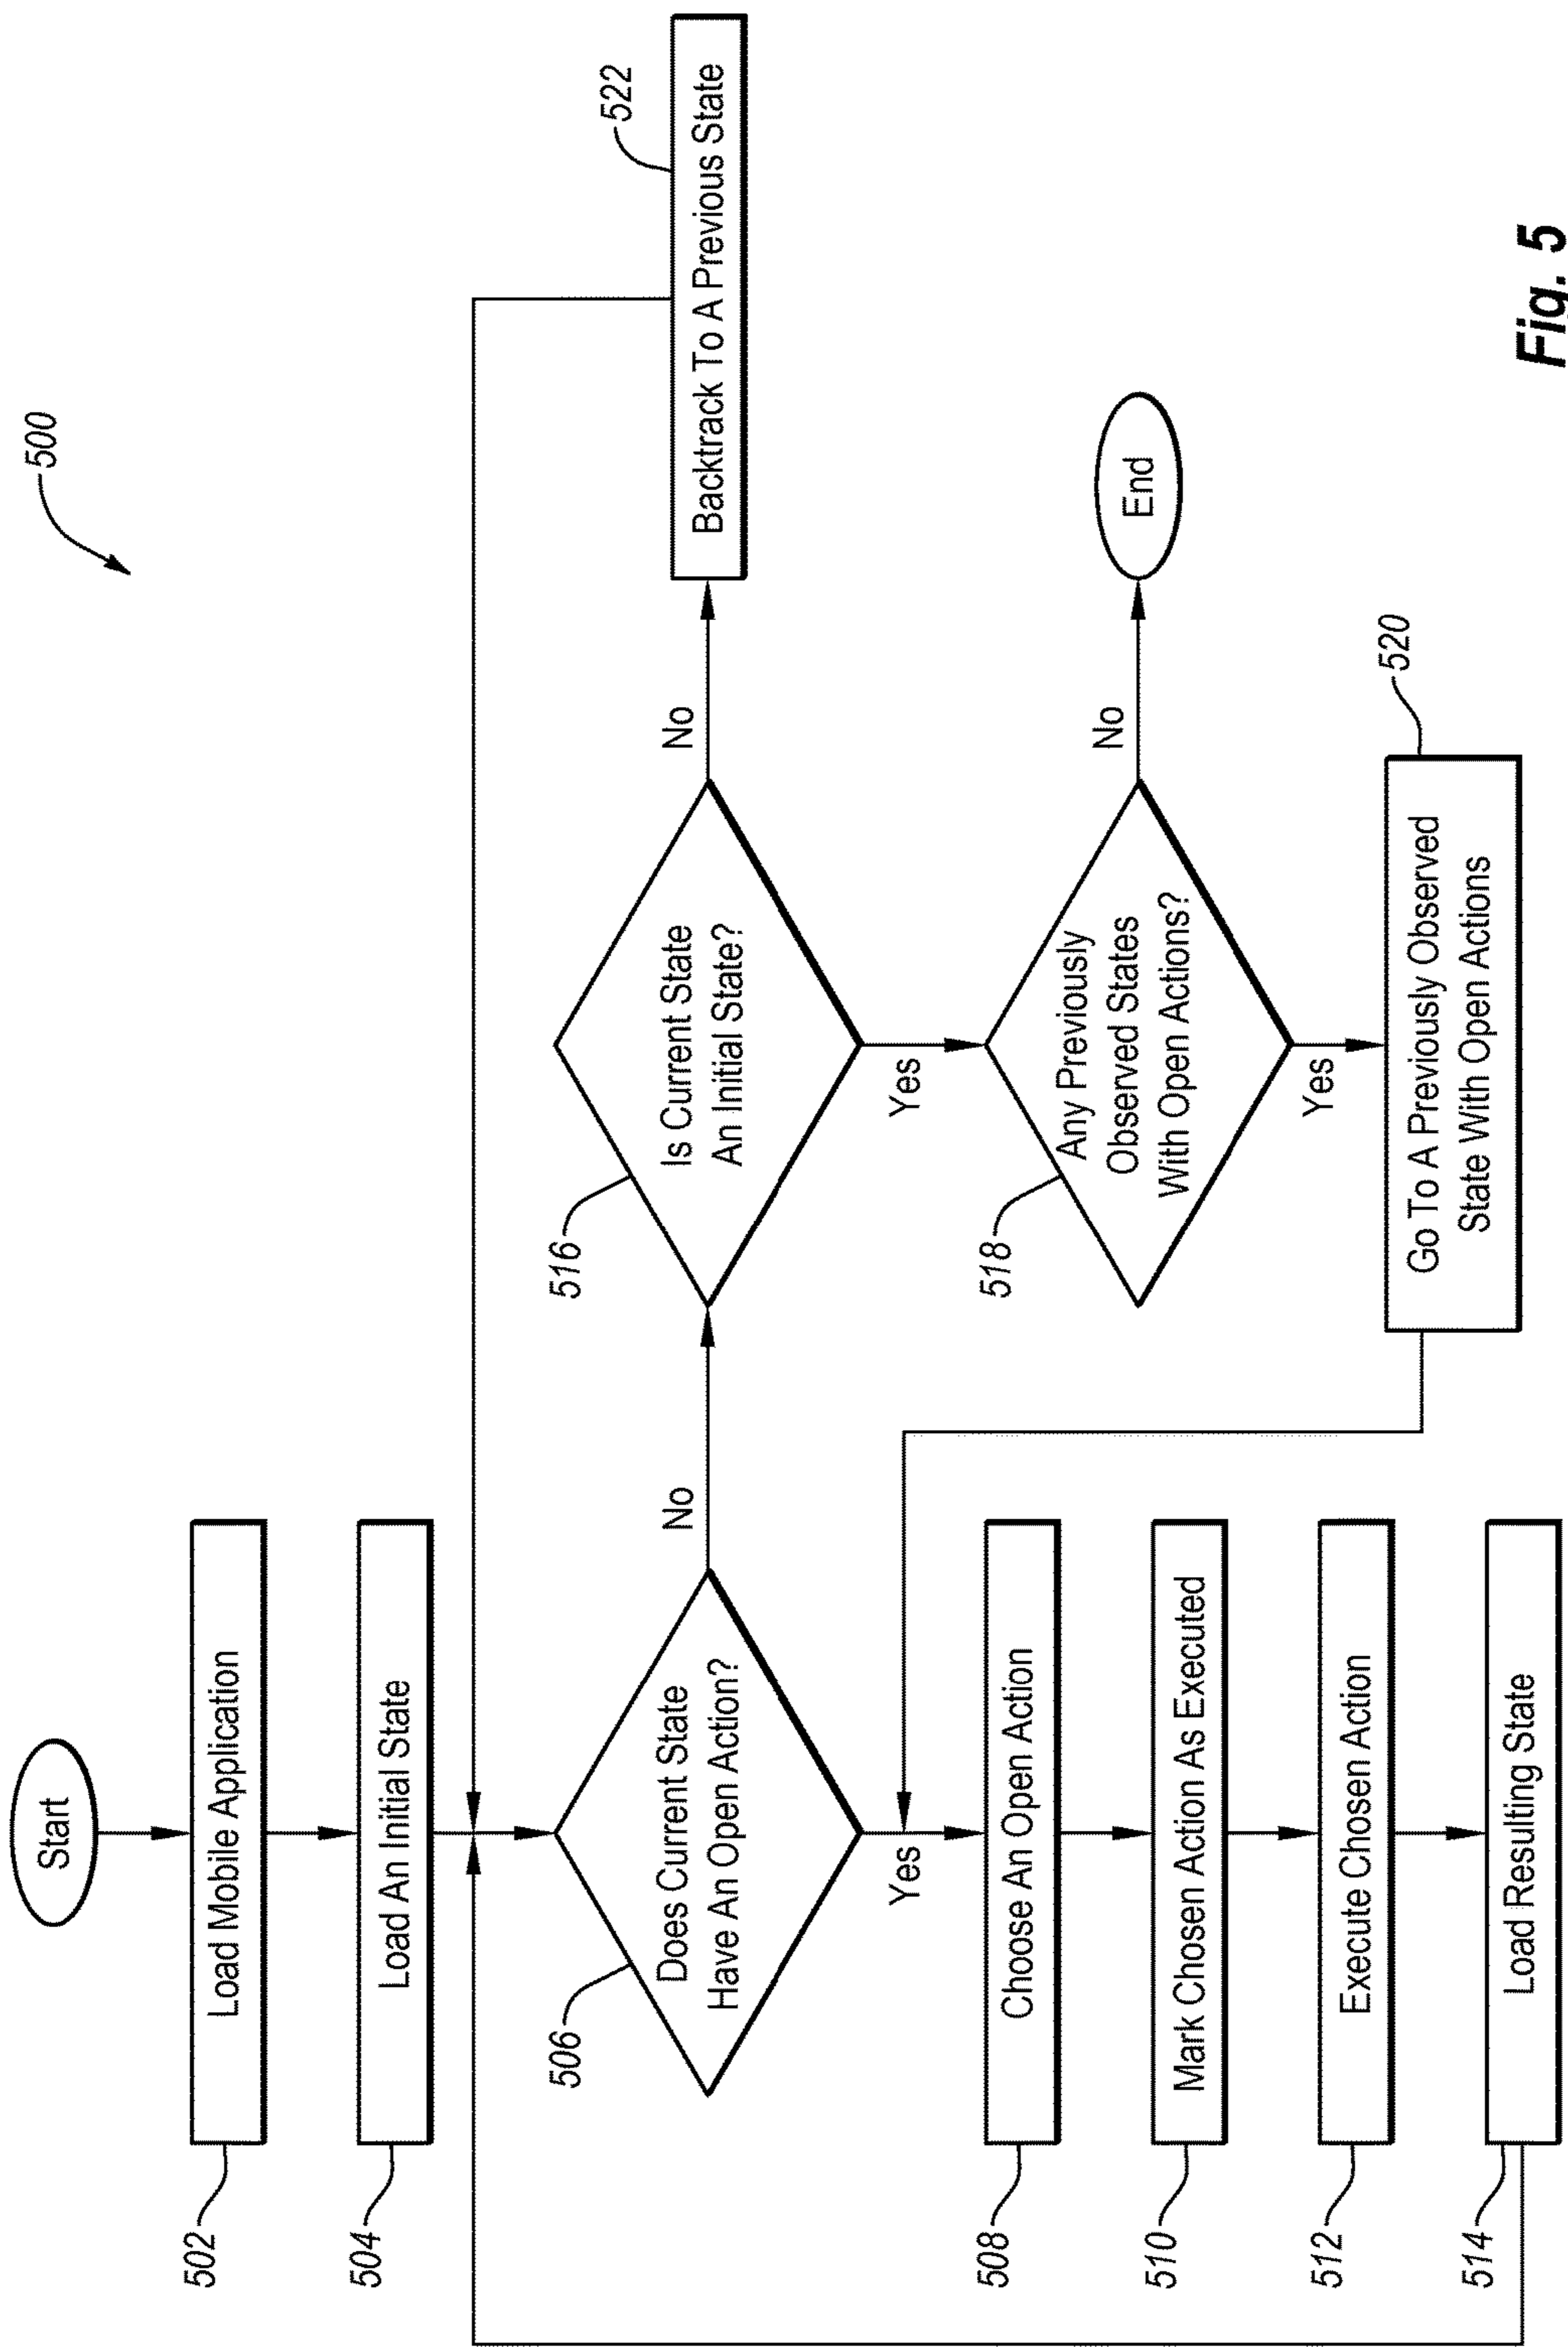 500
Start
Load Mobile Application
502
Load An Initial State
504
Does Current State
Have An Open Action?
506
No
Yes
Is Current State
An Initial State?
516
No
Yes
Backtrack To A Previous State
522
Choose An Open Action
508
Mark Chosen Action As Executed
510
Execute Chosen Action
512
Load Resulting State
514
Any Previously
Observed States
With Open Actions?
518
No
Yes
End
Go To A Previously Observed
State With Open Actions
520
Fig. 5